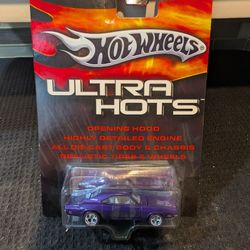 HOT WHEELS
ULTRA
HOTS
OPENING HOOD
HIGHLY DETAILED ENGINE
ALL DIE-CAST BODY & CHASSIS
REALISTIC TIRES & WHEELS